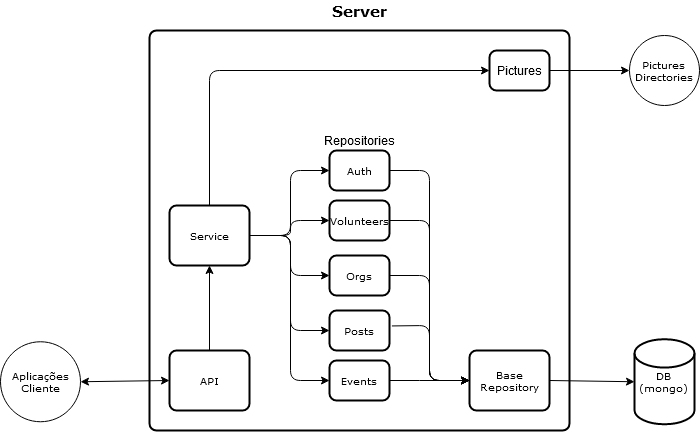 Server
Pictures
Pictures
Directories
Repositories
Auth
Volunteers
Service
Orgs
Posts
Aplicações
Cliente
API
Events
Base
Repository
DB
(mongo)